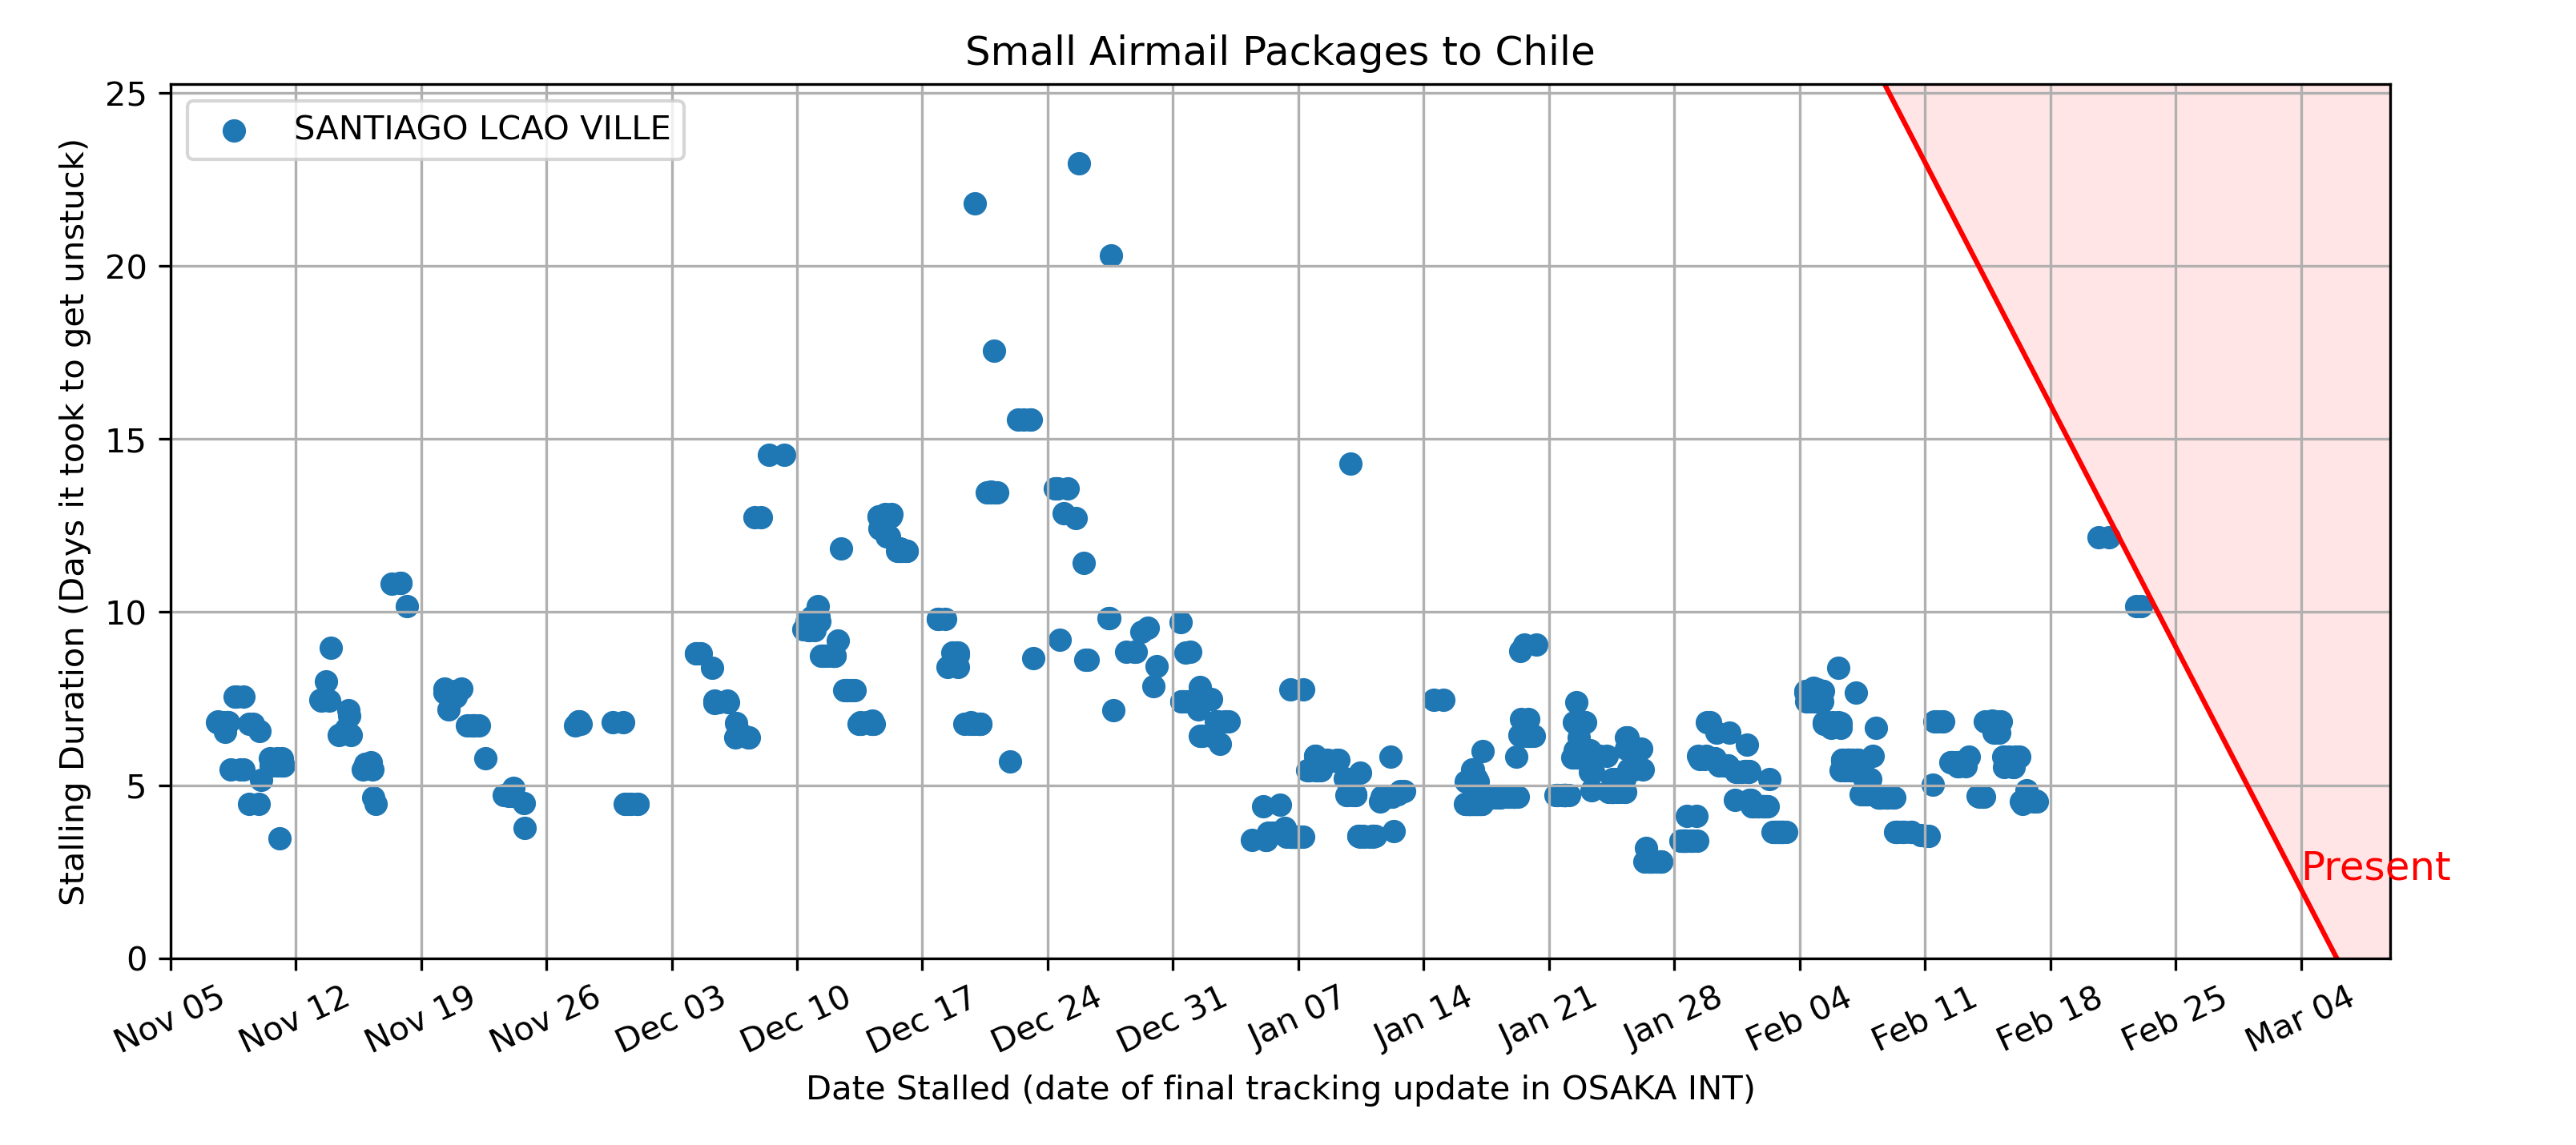 Small Airmail Packages to Chile
SANTIAGO LCAO VILLE
Stalling Duration (Days it took to get unstuck)
25
20
15
10
5
0
Present
Nov 05 Nov 12 Nov 19 Nov 26 Dec 03 Dec 10 Dec 17 Dec 24 Dec 31 Jan 07 Jan 14 Jan 21 Jan 28 Feb 04 Feb 11 Feb 18 Feb 25 Mar 04
Date Stalled (date of final tracking update in OSAKA INT)